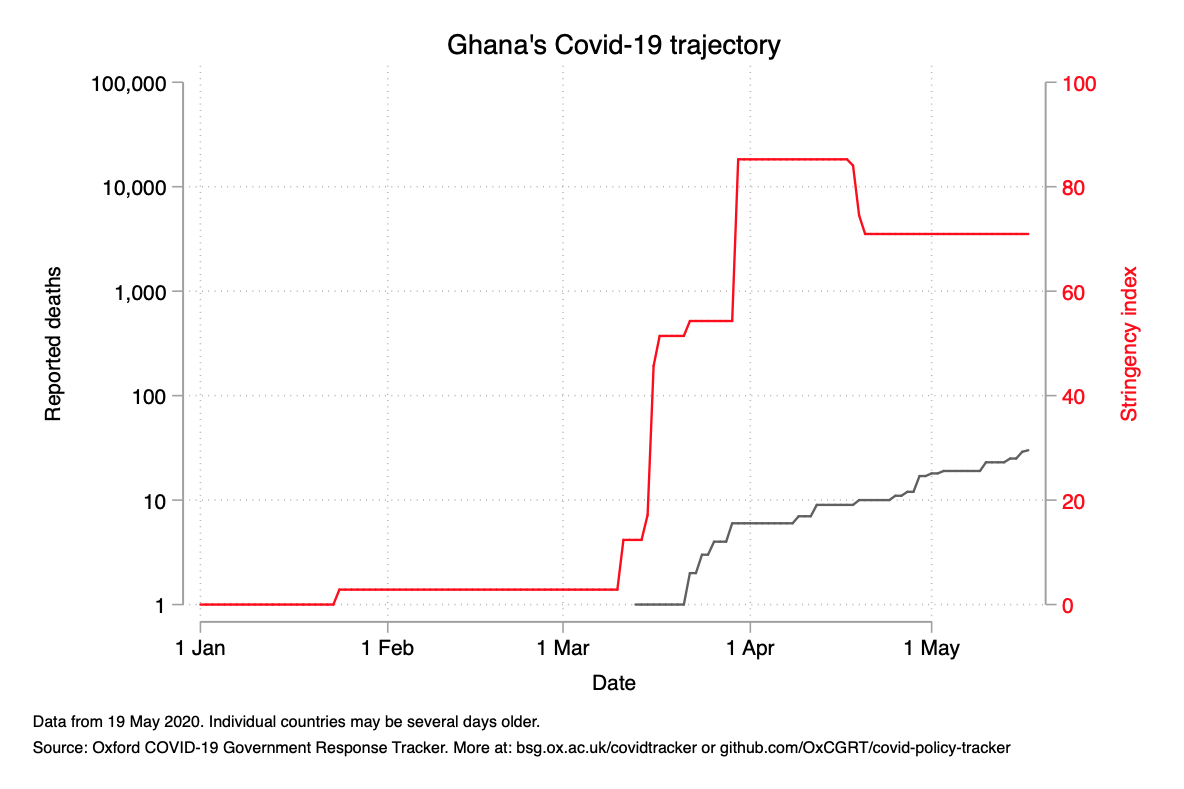 Ghana's Covid-19 trajectory
100,000
10,000
1,000
100
10
1
Reported deaths
100
80
60
40
20
0
Stringency index
1 Jan
1 Feb
1 Mar
1 Apr
1 May
Date
Data from 19 May 2020. Individual countries may be several days older.
Source: Oxford COVID-19 Government Response Tracker. More at: bsg.ox.ac.uk/covidtracker or github.com/OxCGRT/covid-policy-tracker